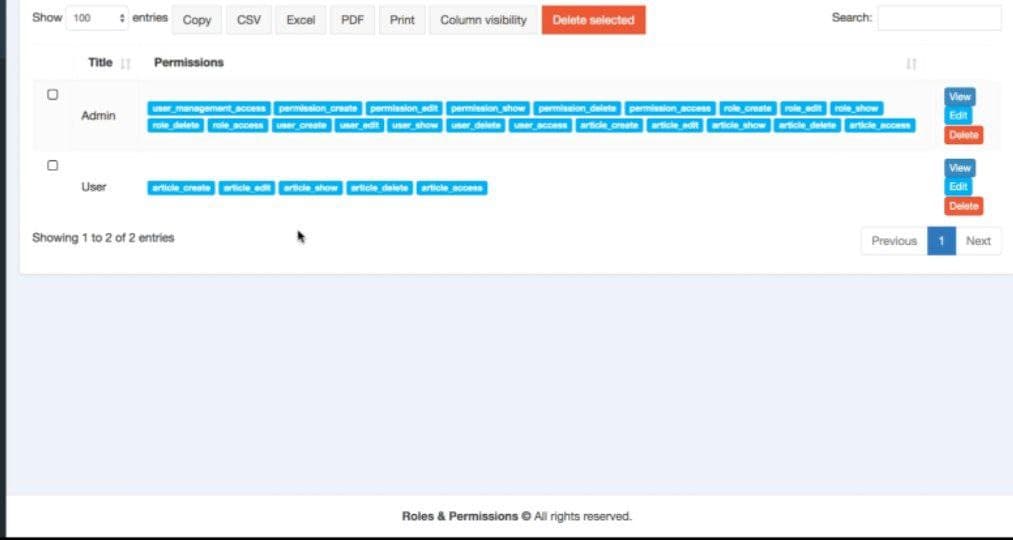 Show 100 entries Copy CSV Excel PDF Print Column visibility Delete selected Search:
Title Permissions
Admin
user_management_access permission_create permission_edit permission_show permission_delete permission_access role_create role_edit role_show
role_delete role_access user_create user_edit user_show user_delete user_access article_create article_edit article_show article_delete article_access
View
Edit
Delete
User article_create article_edit article_show article_delete article_access
View
Edit
Delete
Showing 1 to 2 of 2 entries
Previous 1 Next
Roles & Permissions © All rights reserved.